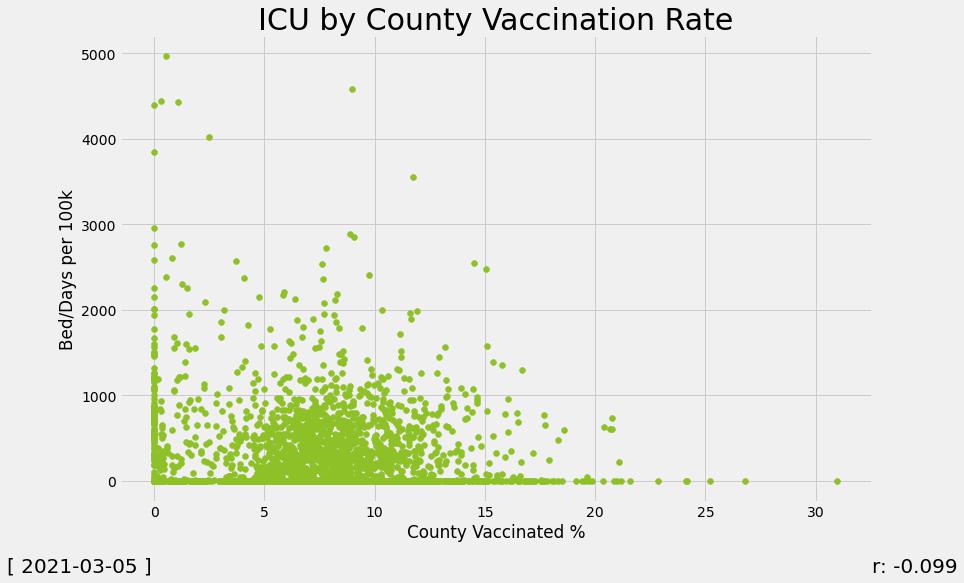 ICU by County Vaccination Rate
5000
4000
3000
2000
1000
0
Bed/Days per 100k
0 5 10 15 20 25 30
County Vaccinated %
[ 2021-03-05 ] r: -0.099